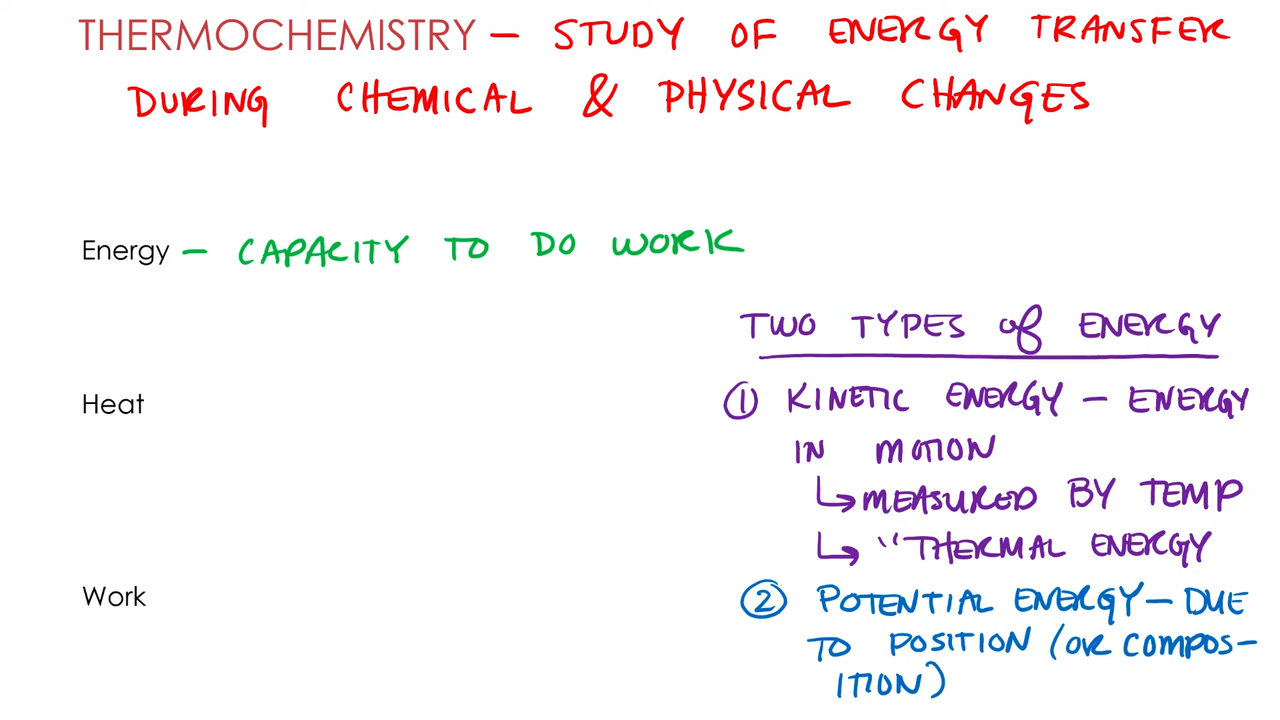 THERMOCHEMISTRY – STUDY OF ENERGY TRANSFER
DURING CHEMICAL & PHYSICAL CHANGES
Energy – CAPACITY TO DO WORK
TWO TYPES of ENERGY
Heat
① KINETIC ENERGY – ENERGY
IN MOTION
↳ MEASURED BY TEMP
↳ "THERMAL ENERGY
Work
② POTENTIAL ENERGY – DUE
TO POSITION (OR COMPOS-
ITION)